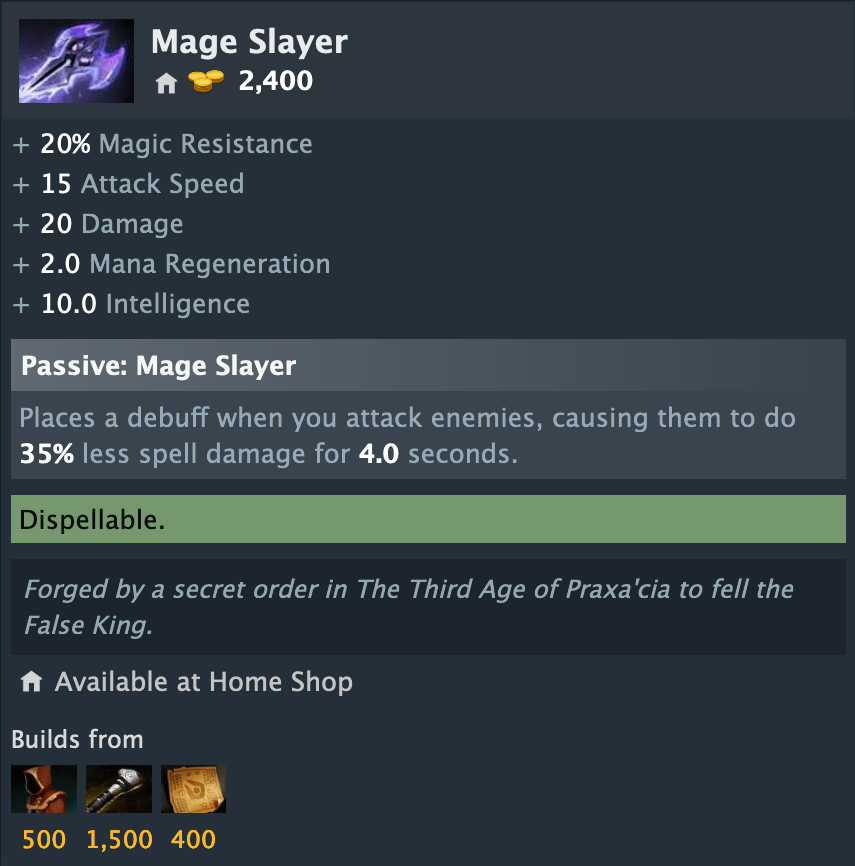 Mage Slayer
2,400
+ 20% Magic Resistance
+ 15 Attack Speed
+ 20 Damage
+ 2.0 Mana Regeneration
+ 10.0 Intelligence
Passive: Mage Slayer
Places a debuff when you attack enemies, causing them to do
35% less spell damage for 4.0 seconds.
Dispellable.
Forged by a secret order in The Third Age of Praxa'cia to fell the
False King.
Available at Home Shop
Builds from
500 1,500 400